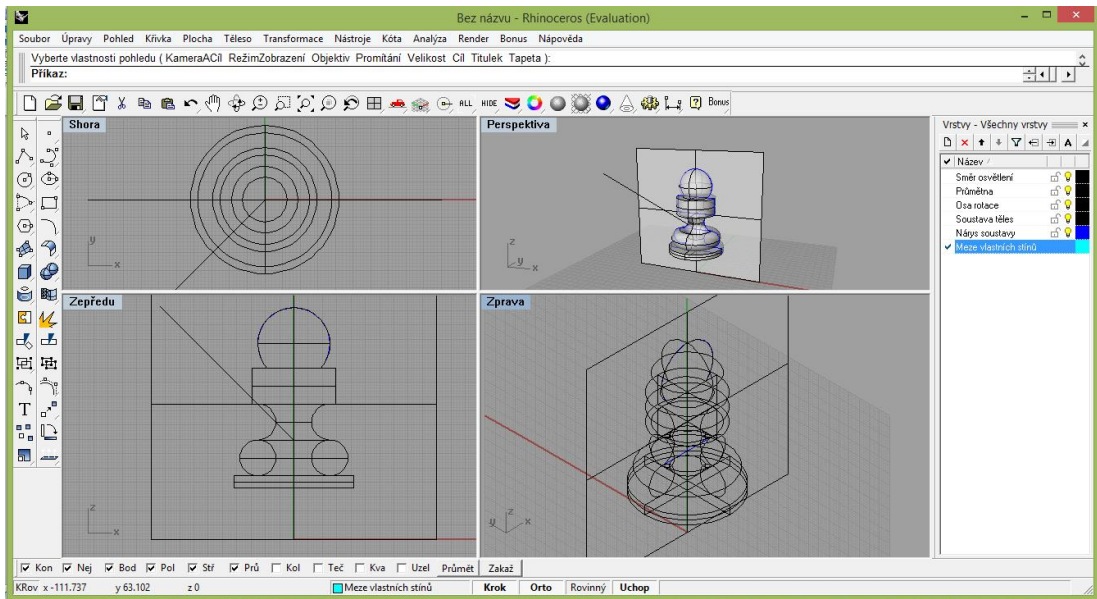 Bez názvu - Rhinoceros (Evaluation)
Soubor Úpravy Pohled Křivka Plocha Těleso Transformace Nástroje Kóta Analýza Render Bonus Nápověda
Vyberte vlastnosti pohledu ( KameraACíl RežimZobrazení Objektiv Promítání Velikost Cíl Titulek Tapeta ):
Příkaz:
ALL HIDE Bonus
Shora
y
x
Perspektiva
z
y x
Zepředu
z
x
Zprava
z
y x
T
Vrstvy - Všechny vrstvy
A
Název
Směr osvětlení
Průmětna
Osa rotace
Soustava těles
Nárys soustavy
Meze vlastních stínů
Kon Nej Bod Pol Stř Prů Kol Teč Kva Uzel Průmět Zakaž
KRov x -111.737 y 63.102 z 0 Meze vlastních stínů Krok Orto Rovinný Uchop